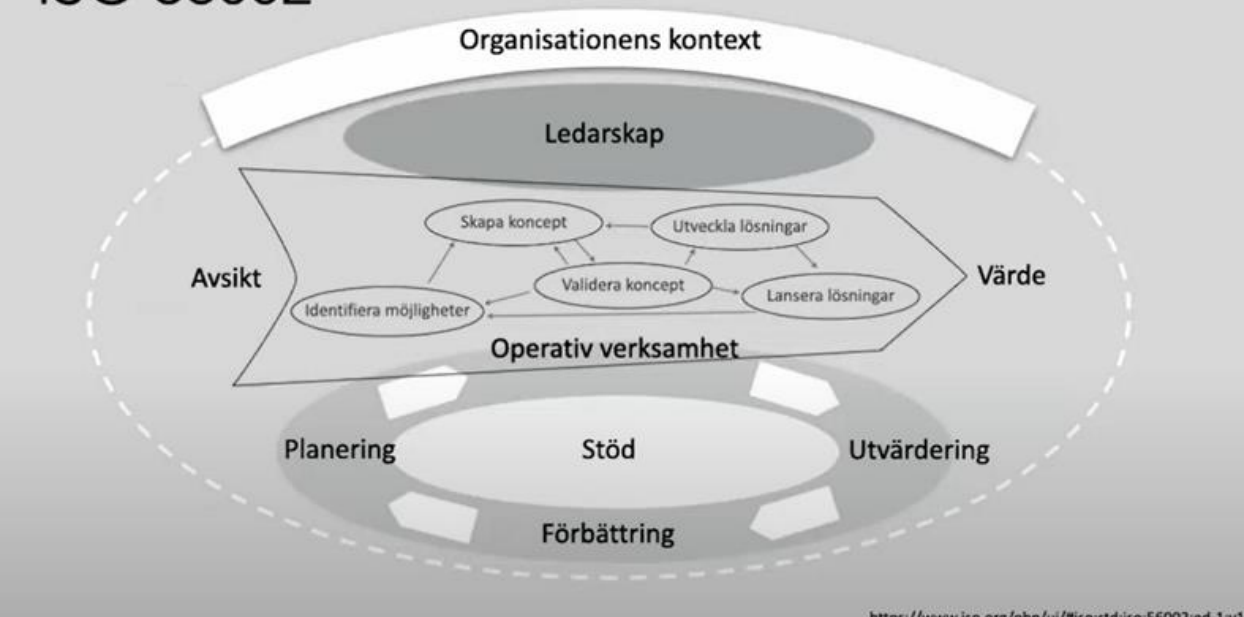 Organisationens kontext
Ledarskap
Skapa koncept
Utveckla lösningar
Avsikt
Validera koncept
Värde
Identifiera möjligheter
Lansera lösningar
Operativ verksamhet
Planering
Stöd
Utvärdering
Förbättring